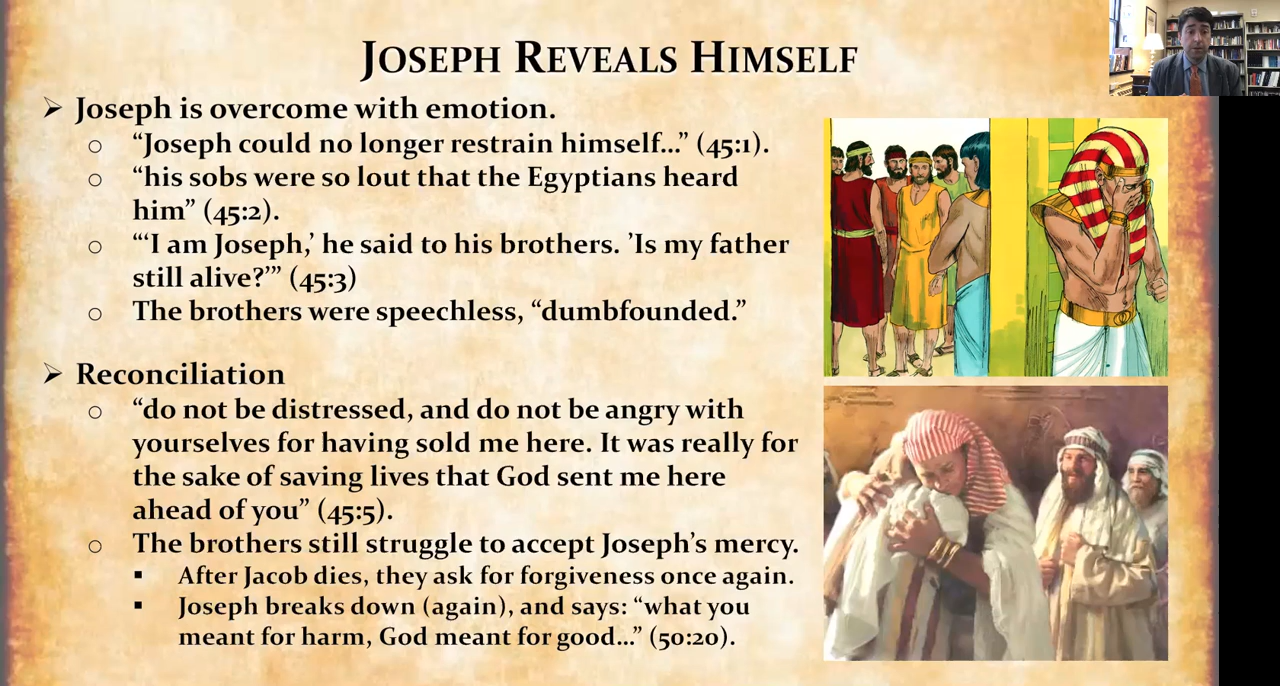 Joseph Reveals Himself
➢ Joseph is overcome with emotion.
o “Joseph could no longer restrain himself…” (45:1).
o “his sobs were so lout that the Egyptians heard
him” (45:2).
o “‘I am Joseph,’ he said to his brothers. ’Is my father
still alive?’” (45:3)
o The brothers were speechless, “dumbfounded.”
➢ Reconciliation
o “do not be distressed, and do not be angry with
yourselves for having sold me here. It was really for
the sake of saving lives that God sent me here
ahead of you” (45:5).
o The brothers still struggle to accept Joseph’s mercy.
▪ After Jacob dies, they ask for forgiveness once again.
▪ Joseph breaks down (again), and says: “what you
meant for harm, God meant for good…” (50:20).